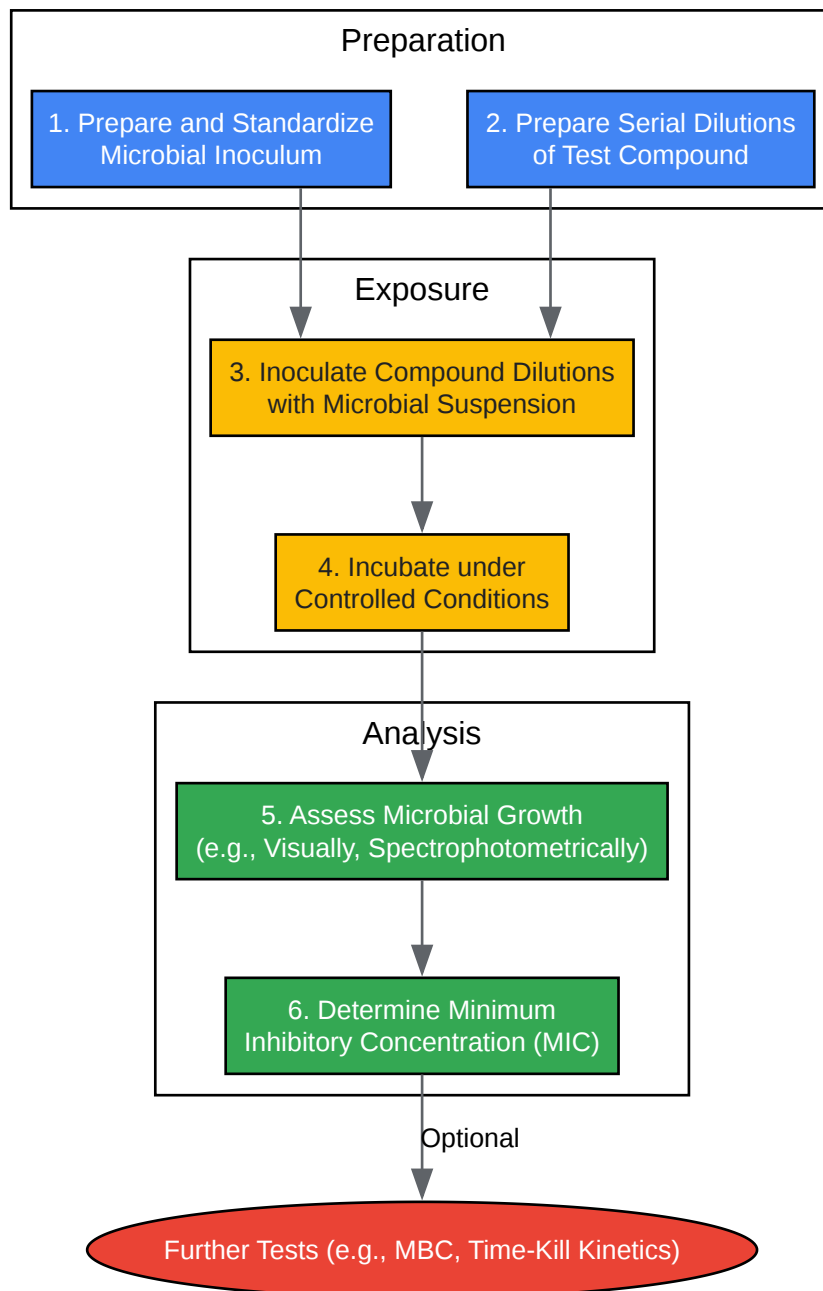 Preparation
1. Prepare and Standardize
Microbial Inoculum
2. Prepare Serial Dilutions
of Test Compound
Exposure
3. Inoculate Compound Dilutions
with Microbial Suspension
4. Incubate under
Controlled Conditions
Analysis
5. Assess Microbial Growth
(e.g., Visually, Spectrophotometrically)
6. Determine Minimum
Inhibitory Concentration (MIC)
Optional
Further Tests (e.g., MBC, Time-Kill Kinetics)